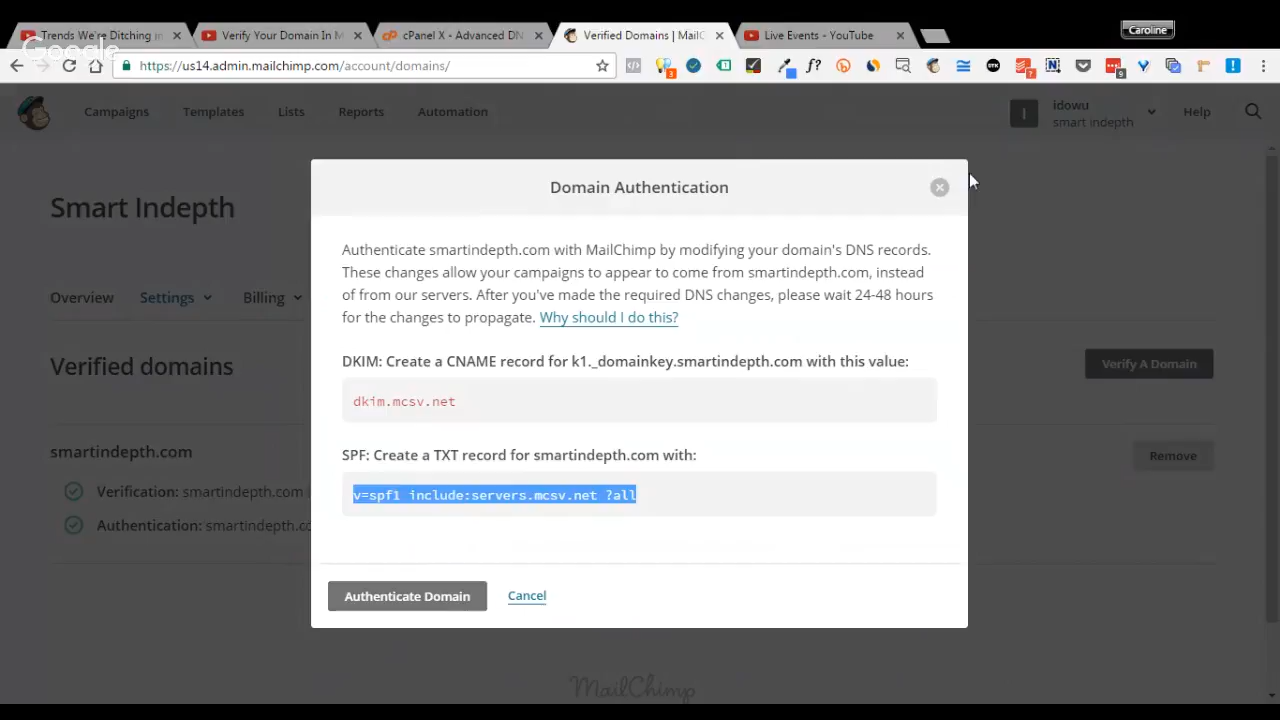 Caroline
Trends We're Ditching in
Verify Your Domain In M
cPanel X - Advanced DN
Verified Domains | MailC
Live Events - YouTube
Google
https://us14.admin.mailchimp.com/account/domains/
Campaigns
Templates
Lists
Reports
Automation
I
idowu
smart indepth
Help
Smart Indepth
Overview
Settings
Billing
Verified domains
Verify A Domain
smartindepth.com
Remove
Verification: smartindepth.com
Authentication: smartindepth.co
Domain Authentication
Authenticate smartindepth.com with MailChimp by modifying your domain's DNS records.
These changes allow your campaigns to appear to come from smartindepth.com, instead
of from our servers. After you've made the required DNS changes, please wait 24-48 hours
for the changes to propagate. Why should I do this?
DKIM: Create a CNAME record for k1._domainkey.smartindepth.com with this value:
dkim.mcsv.net
SPF: Create a TXT record for smartindepth.com with:
v=spf1 include:servers.mcsv.net ?all
Authenticate Domain
Cancel
MailChimp